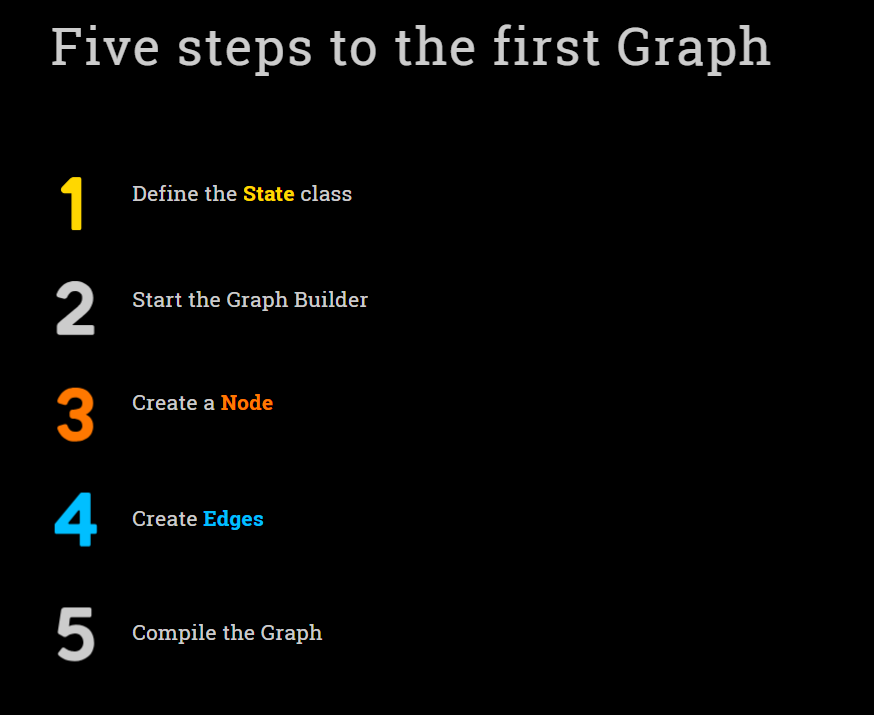 Five steps to the first Graph
1 Define the State class
2 Start the Graph Builder
3 Create a Node
4 Create Edges
5 Compile the Graph